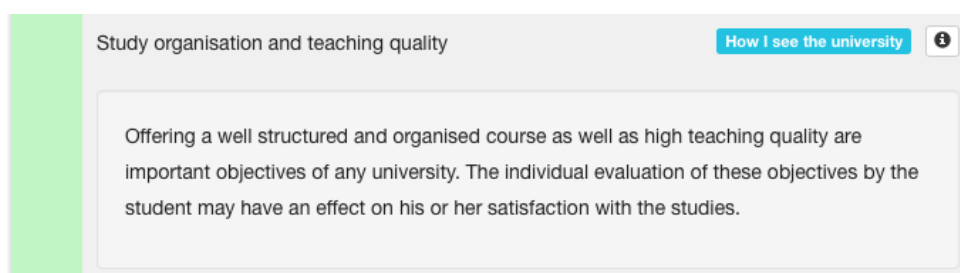 Study organisation and teaching quality
How I see the university
Offering a well structured and organised course as well as high teaching quality are
important objectives of any university. The individual evaluation of these objectives by the
student may have an effect on his or her satisfaction with the studies.